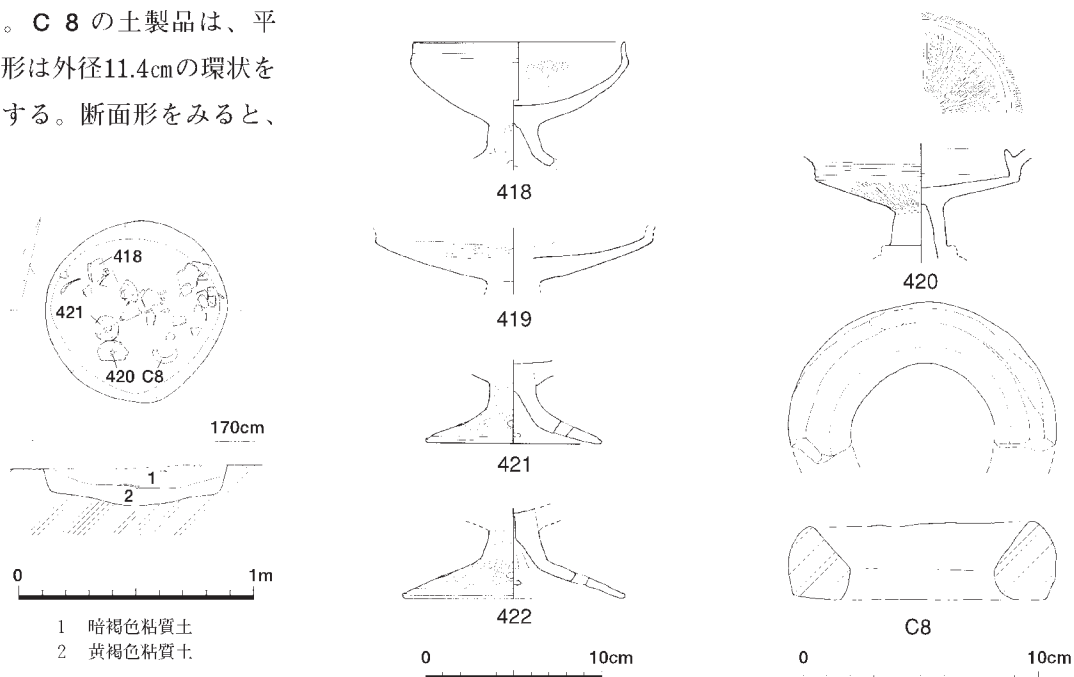 。C 8 の土製品は、平
形は外径11.4㎝の環状を
する。断面形をみると、
418
421
420 C8
170cm
1
2
0 1m
1 暗褐色粘質土
2 黄褐色粘質土
418
419
421
422
0 10cm
420
C8
0 10cm